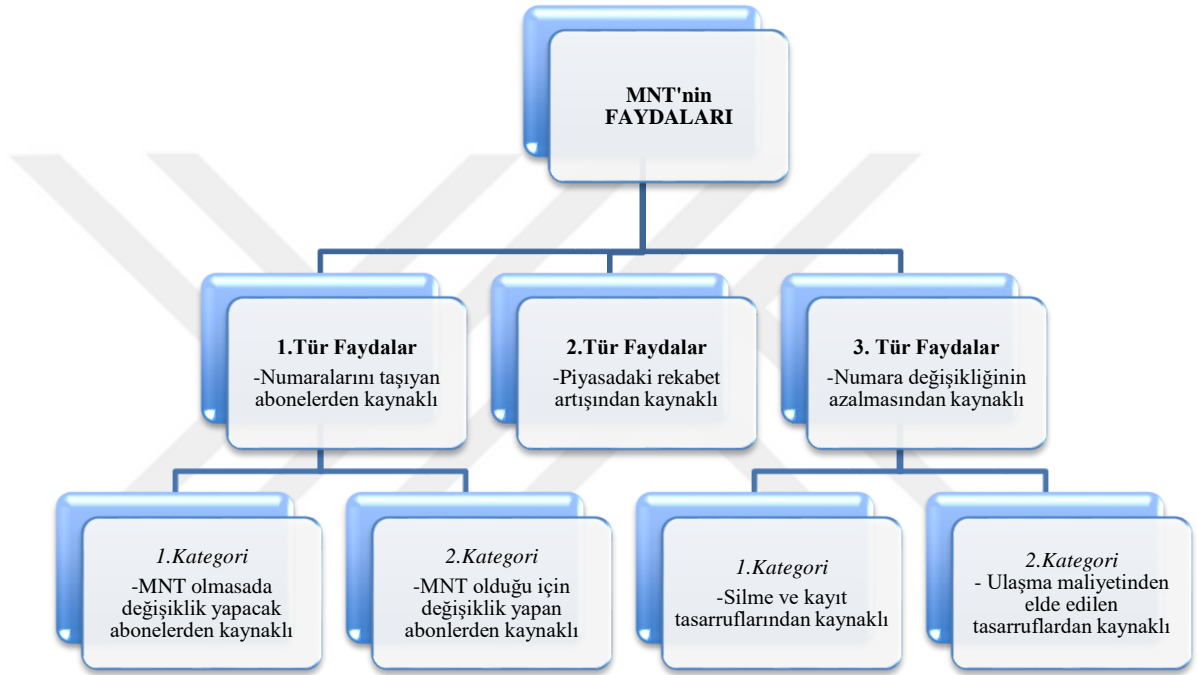 MNT'nin
FAYDALARI
1.Tür Faydalar
-Numaralarını taşıyan
abonelerden kaynaklı
2.Tür Faydalar
-Piyasadaki rekabet
artışından kaynaklı
3. Tür Faydalar
-Numara değişikliğinin
azalmasından kaynaklı
1.Kategori
-MNT olmasada
değişiklik yapacak
abonelerden kaynaklı
2.Kategori
-MNT olduğu için
değişiklik yapan
abonlerden kaynaklı
1.Kategori
-Silme ve kayıt
tasarruflarından kaynaklı
2.Kategori
- Ulaşma maliyetinden
elde edilen
tasarruflardan kaynaklı